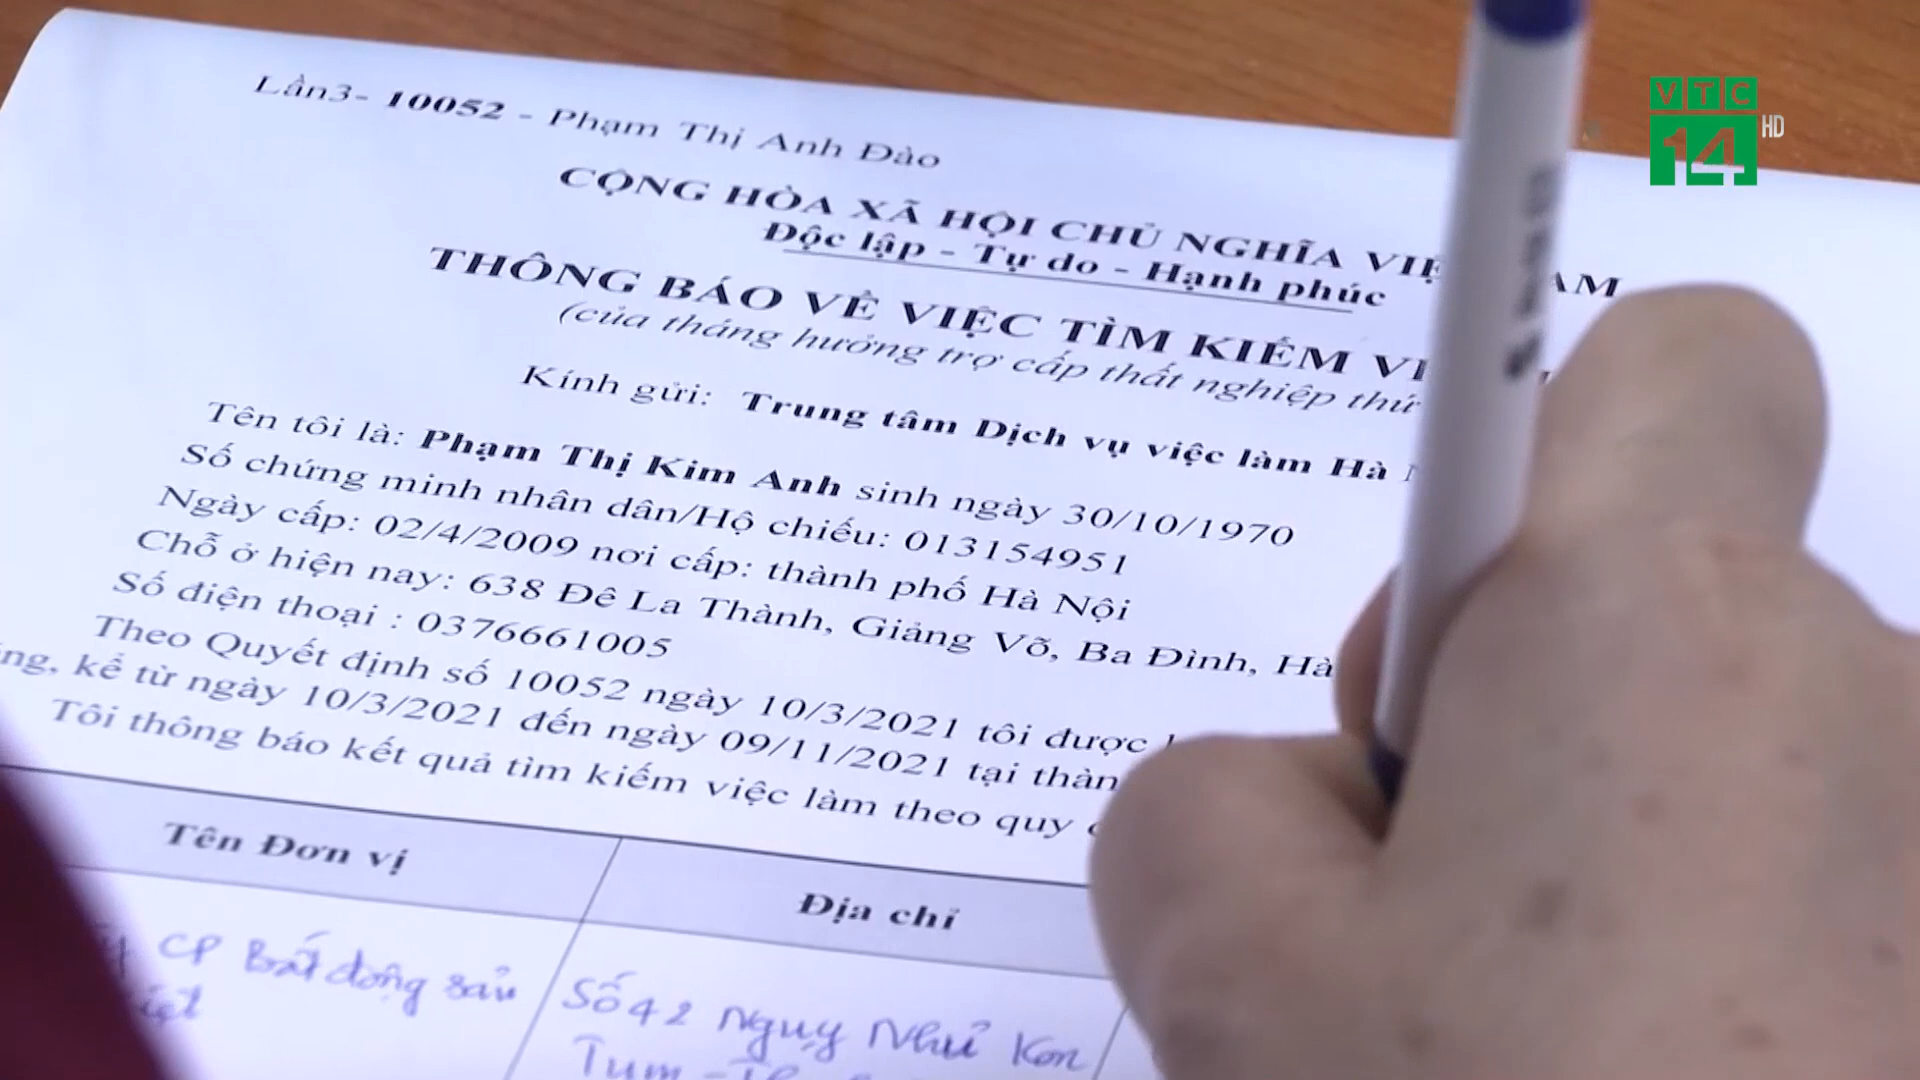 VTC
14 HD
Lần3- 10052 - Phạm Thị Anh Đào
CỘNG HÒA XÃ HỘI CHỦ NGHĨA VIỆ AM
Độc lập - Tự do - Hạnh phúc
THÔNG BÁO VỀ VIỆC TÌM KIẾM VI
(của tháng hưởng trợ cấp thất nghiệp thứ
Kính gửi: Trung tâm Dịch vụ việc làm Hà N
Tên tôi là: Phạm Thị Kim Anh sinh ngày 30/10/1970
Số chứng minh nhân dân/Hộ chiếu: 013154951
Ngày cấp: 02/4/2009 nơi cấp: thành phố Hà Nội
Chỗ ở hiện nay: 638 Đê La Thành, Giảng Võ, Ba Đình, Hà
Số điện thoại : 0376661005
Theo Quyết định số 10052 ngày 10/3/2021 tôi được
ng, kể từ ngày 10/3/2021 đến ngày 09/11/2021 tại thàn
Tôi thông báo kết quả tìm kiếm việc làm theo quy
Tên Đơn vị
Địa chỉ
CP Bất động sản
Số 42 Ngụy Như Kon
Tum